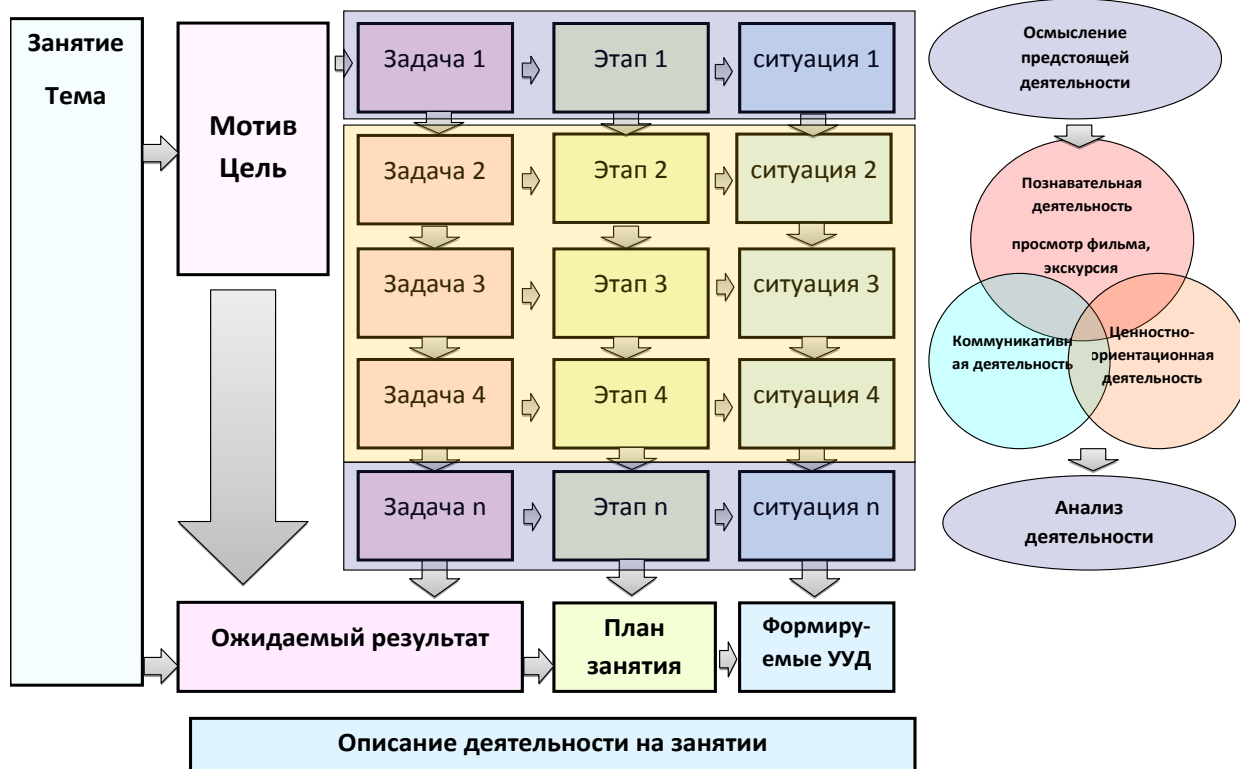 Занятие
Тема
Мотив
Цель
Задача 1
Этап 1
ситуация 1
Задача 2
Этап 2
ситуация 2
Задача 3
Этап 3
ситуация 3
Задача 4
Этап 4
ситуация 4
Задача n
Этап n
ситуация n
Ожидаемый результат
План
занятия
Формиру-
емые УУД
Описание деятельности на занятии
Осмысление
предстоящей
деятельности
Познавательная
деятельность
просмотр фильма,
экскурсия
Коммуникативн
ая деятельность
Ценностно-
ориентационная
деятельность
Анализ
деятельности